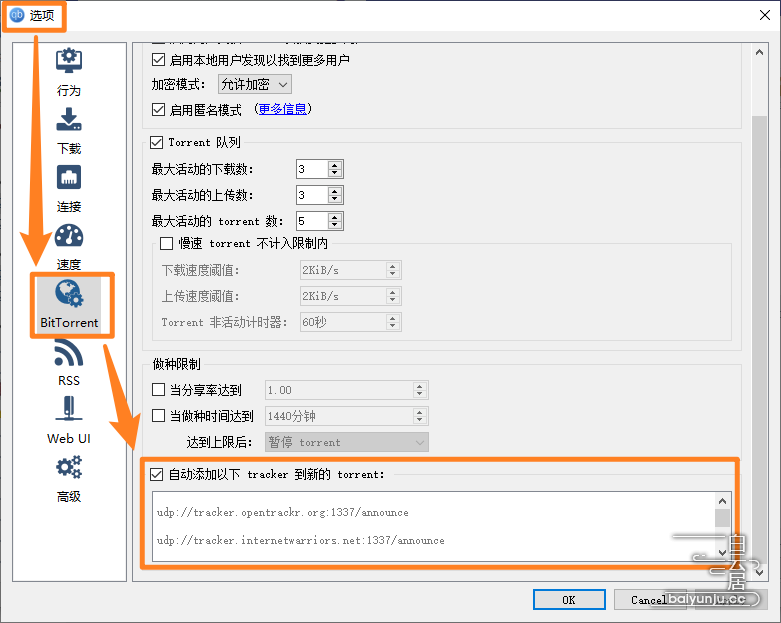 选项
行为
下载
连接
速度
BitTorrent
RSS
Web UI
高级
启用本地用户发现以找到更多用户
加密模式： 允许加密
启用匿名模式 （更多信息）
Torrent 队列
最大活动的下载数： 3
最大活动的上传数： 3
最大活动的 torrent 数： 5
慢速 torrent 不计入限制内
下载速度阈值： 2KiB/s
上传速度阈值： 2KiB/s
Torrent 非活动计时器： 60秒
做种限制
当分享率达到 1.00
当做种时间达到 1440分钟
达到上限后： 暂停 torrent
自动添加以下 tracker 到新的 torrent:
udp://tracker.opentrackr.org:1337/announce
udp://tracker.internetwarriors.net:1337/announce
OK
Cancel
白云居
baiyunju.cc